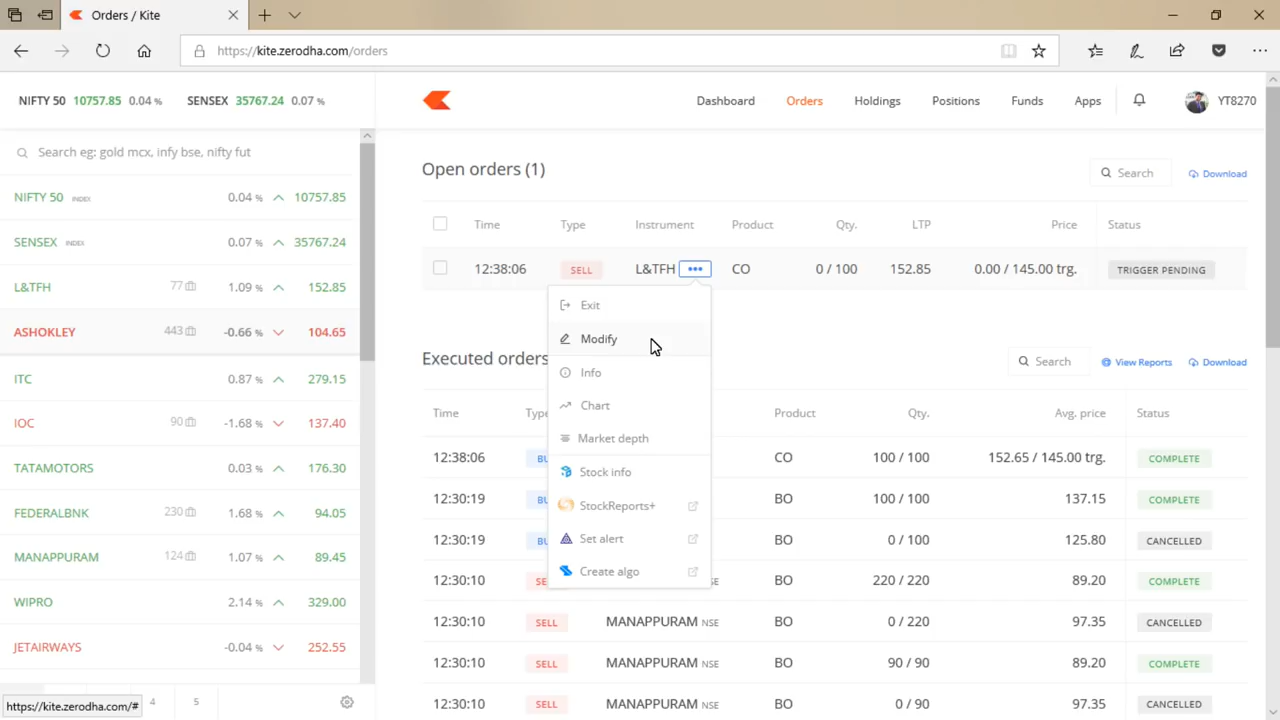 Orders / Kite
https://kite.zerodha.com/orders
NIFTY 50 10757.85 0.04 % SENSEX 35767.24 0.07 %
Dashboard Orders Holdings Positions Funds Apps YT8270
Search eg: gold mcx, infy bse, nifty fut
NIFTY 50 INDEX 0.04 % 10757.85
SENSEX INDEX 0.07 % 35767.24
L&TFH 77 1.09 % 152.85
ASHOKLEY 443 -0.66 % 104.65
ITC 0.87 % 279.15
IOC 90 -1.68 % 137.40
TATAMOTORS 0.03 % 176.30
FEDERALBNK 230 1.68 % 94.05
MANAPPURAM 124 1.07 % 89.45
WIPRO 2.14 % 329.00
JETAIRWAYS -0.04 % 252.55
4 5
https://kite.zerodha.com/#
Open orders (1)
Search Download
Time Type Instrument Product Qty. LTP Price Status
12:38:06 SELL L&TFH ••• CO 0 / 100 152.85 0.00 / 145.00 trg. TRIGGER PENDING
Exit
Modify
Info
Chart
Market depth
Stock info
StockReports+
Set alert
Create algo
Executed orders
Search View Reports Download
Time Type Product Qty. Avg. price Status
12:38:06 BU CO 100 / 100 152.65 / 145.00 trg. COMPLETE
12:30:19 BU BO 100 / 100 137.15 COMPLETE
12:30:19 BU BO 0 / 100 125.80 CANCELLED
12:30:10 SE SE BO 220 / 220 89.20 COMPLETE
12:30:10 SELL MANAPPURAM NSE BO 0 / 220 97.35 CANCELLED
12:30:10 SELL MANAPPURAM NSE BO 90 / 90 89.20 COMPLETE
12:30:10 SELL MANAPPURAM NSE BO 0 / 90 97.35 CANCELLED